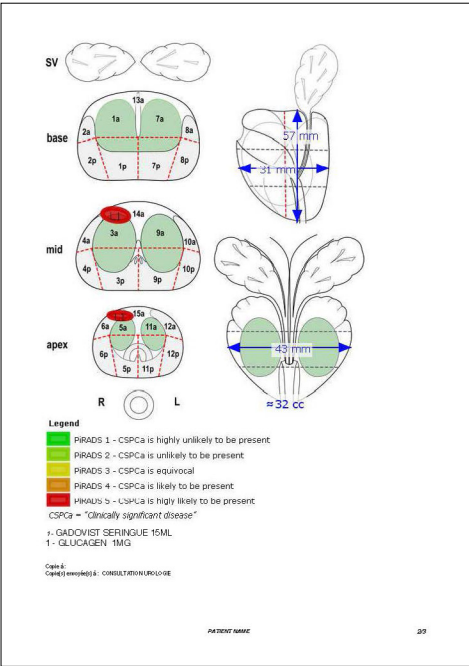 SV
13a
1a 7a
2a 8a
base
2p 1p 7p 8p
57 mm
31 mm
14a
3a 9a
4a 10a
mid
4p 3p 9p 10p
15a
6a 5a 11a 12a
apex
6p 5p 11p 12p
43 mm
R L
≈32 cc
Legend
PiRADS 1 - CSPCa is highly unlikely to be present
PiRADS 2 - CSPCa is unlikely to be present
PiRADS 3 - CSPCa is equivocal
PiRADS 4 - CSPCa is likely to be present
PiRADS 5 - CSPCa is higly likely to be present
CSPCa = "Clinically significant disease"
1- GADOVIST SERINGUE 15ML
1 - GLUCAGEN 1MG
Copie à:
Copie(s) envoyée(s) à: CONSULTATION UROLOGIE
PATIENT NAME 2/3